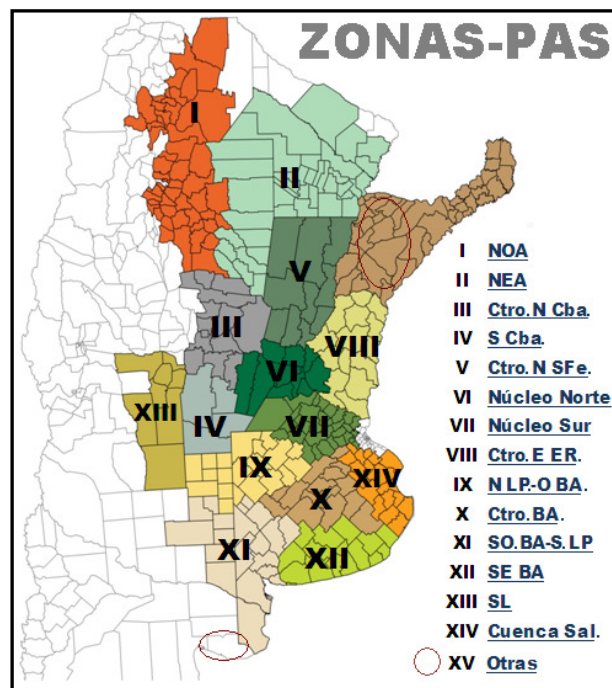 ZONAS-PAS
I
II
V
III
VIII
VI
XIII
IV
VII
IX
XIV
X
XI
XII
I NOA
II NEA
III Ctro.N Cba.
IV S Cba.
V Ctro.N SFe.
VI Núcleo Norte
VII Núcleo Sur
VIII Ctro.E ER.
IX N LP.-O BA.
X Ctro.BA.
XI SO.BA-S.LP
XII SE BA
XIII SL
XIV Cuenca Sal.
XV Otras